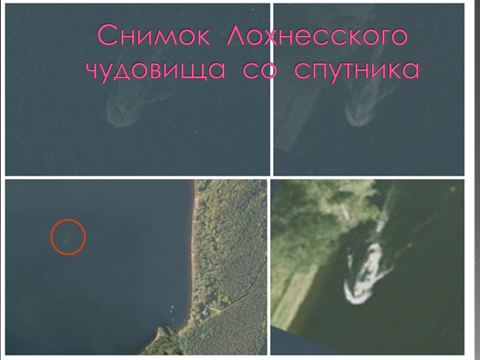 Снимок Лохнесского
чудовища со спутника